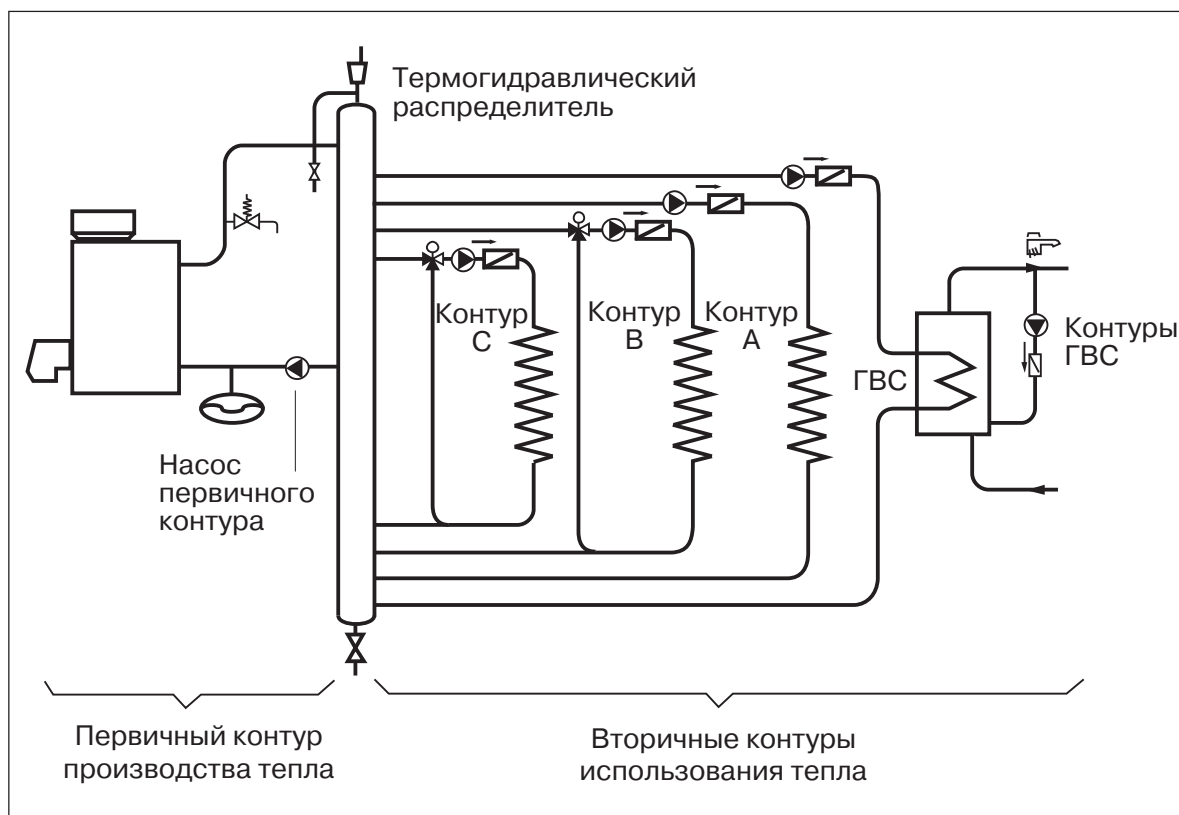 Термогидравлический
распределитель
Контур
C
Контур
B
Контур
A
ГВС
Контуры
ГВС
Насос
первичного
контура
Первичный контур
производства тепла
Вторичные контуры
использования тепла